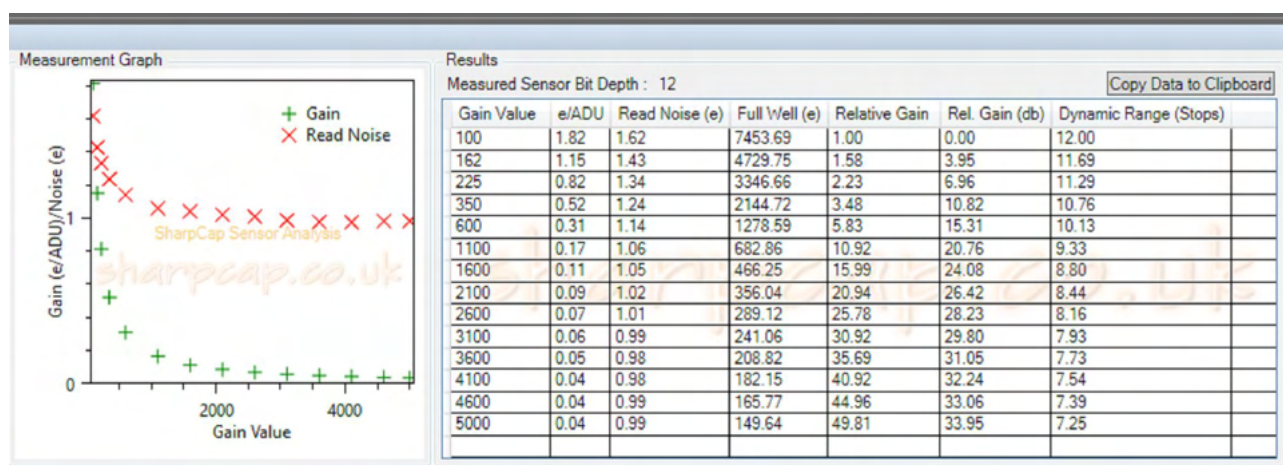 Measurement Graph
Gain
Read Noise
1
0
2000
4000
Gain (e/ADU)/Noise (e)
Gain Value
SharpCap Sensor Analysis
sharpcap.co.uk
Results
Measured Sensor Bit Depth : 12
Copy Data to Clipboard
Gain Value e/ADU Read Noise (e) Full Well (e) Relative Gain Rel. Gain (db) Dynamic Range (Stops)
100 1.82 1.62 7453.69 1.00 0.00 12.00
162 1.15 1.43 4729.75 1.58 3.95 11.69
225 0.82 1.34 3346.66 2.23 6.96 11.29
350 0.52 1.24 2144.72 3.48 10.82 10.76
600 0.31 1.14 1278.59 5.83 15.31 10.13
1100 0.17 1.06 682.86 10.92 20.76 9.33
1600 0.11 1.05 466.25 15.99 24.08 8.80
2100 0.09 1.02 356.04 20.94 26.42 8.44
2600 0.07 1.01 289.12 25.78 28.23 8.16
3100 0.06 0.99 241.06 30.92 29.80 7.93
3600 0.05 0.98 208.82 35.69 31.05 7.73
4100 0.04 0.98 182.15 40.92 32.24 7.54
4600 0.04 0.99 165.77 44.96 33.06 7.39
5000 0.04 0.99 149.64 49.81 33.95 7.25
sharpcap.co.uk